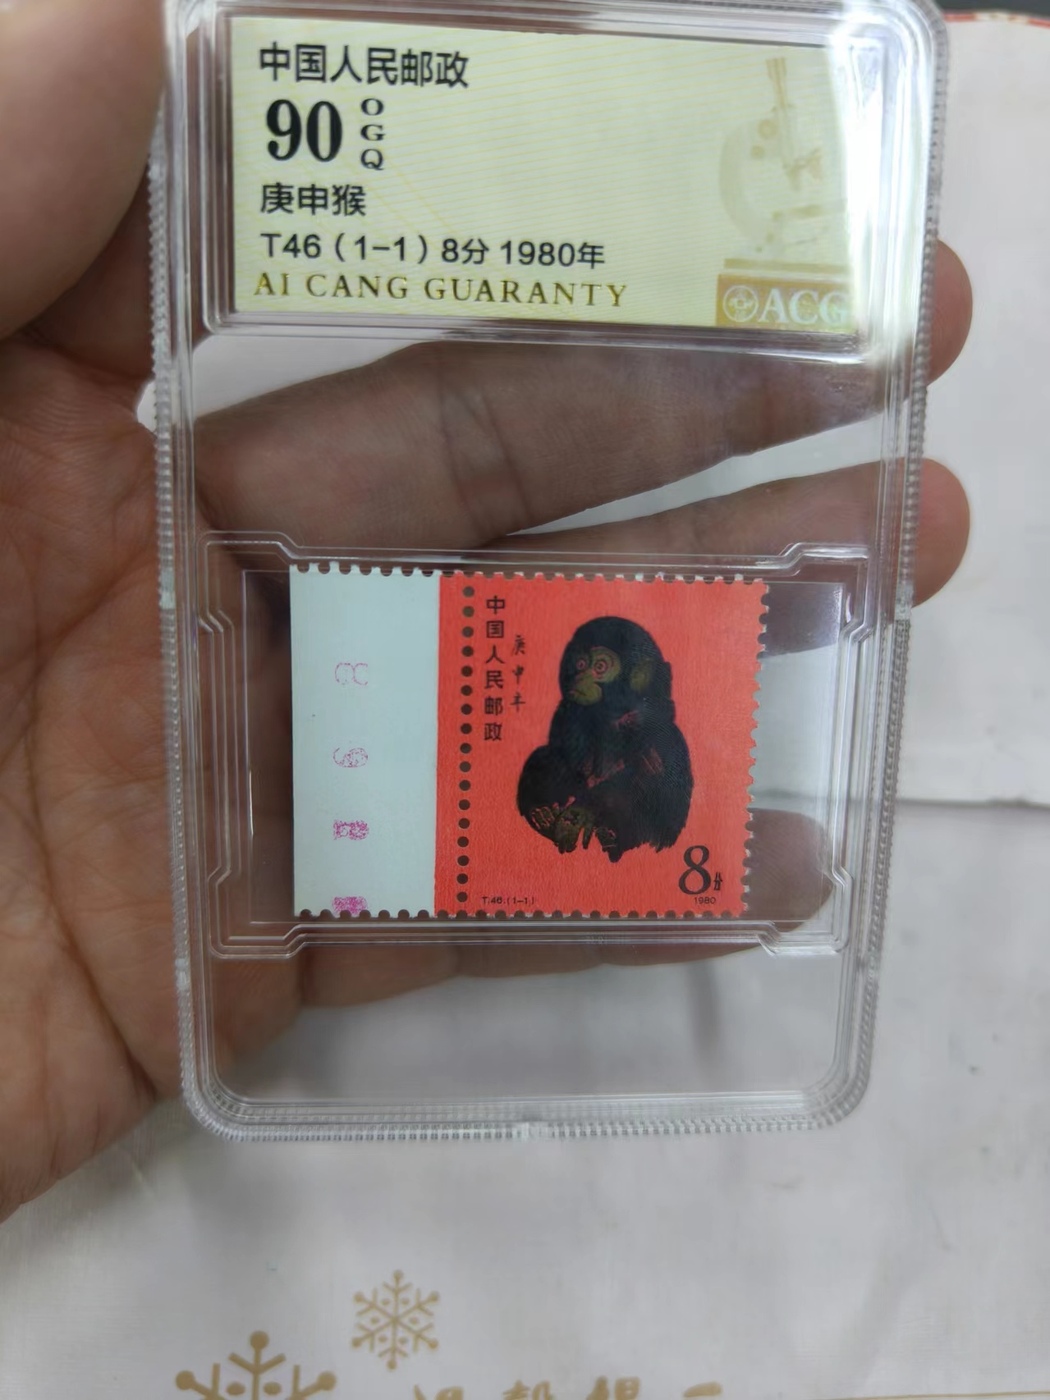 中国人民邮政
90 OGQ
庚申猴
T46（1-1）8分 1980年
AI CANG GUARANTY
ACG
中国人民邮政
庚申年
8分
T.46.(1-1)
1980